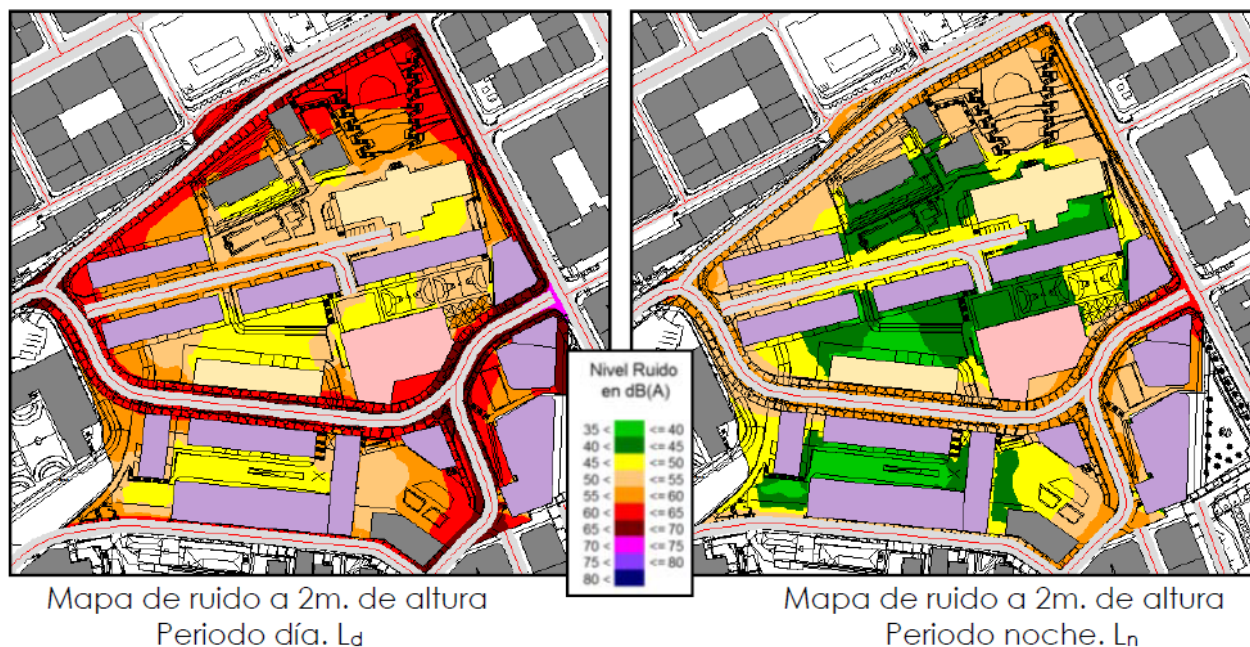 Nivel Ruido
en dB(A)
35 < <= 40
40 < <= 45
45 < <= 50
50 < <= 55
55 < <= 60
60 < <= 65
65 < <= 70
70 < <= 75
75 < <= 80
80 <
Mapa de ruido a 2m. de altura
Periodo día. Ld
Mapa de ruido a 2m. de altura
Periodo noche. Ln